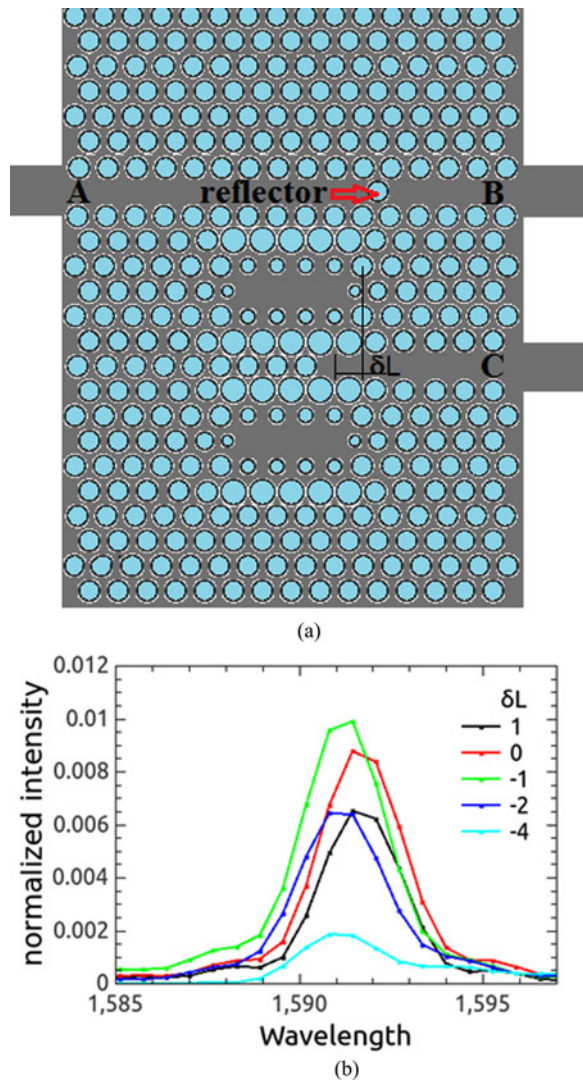 A
reflector
B
δL
C
(a)
0.012
0.01
0.008
0.006
0.004
0.002
0
normalized intensity
δL
1
0
-1
-2
-4
1,585
1,590
1,595
Wavelength
(b)